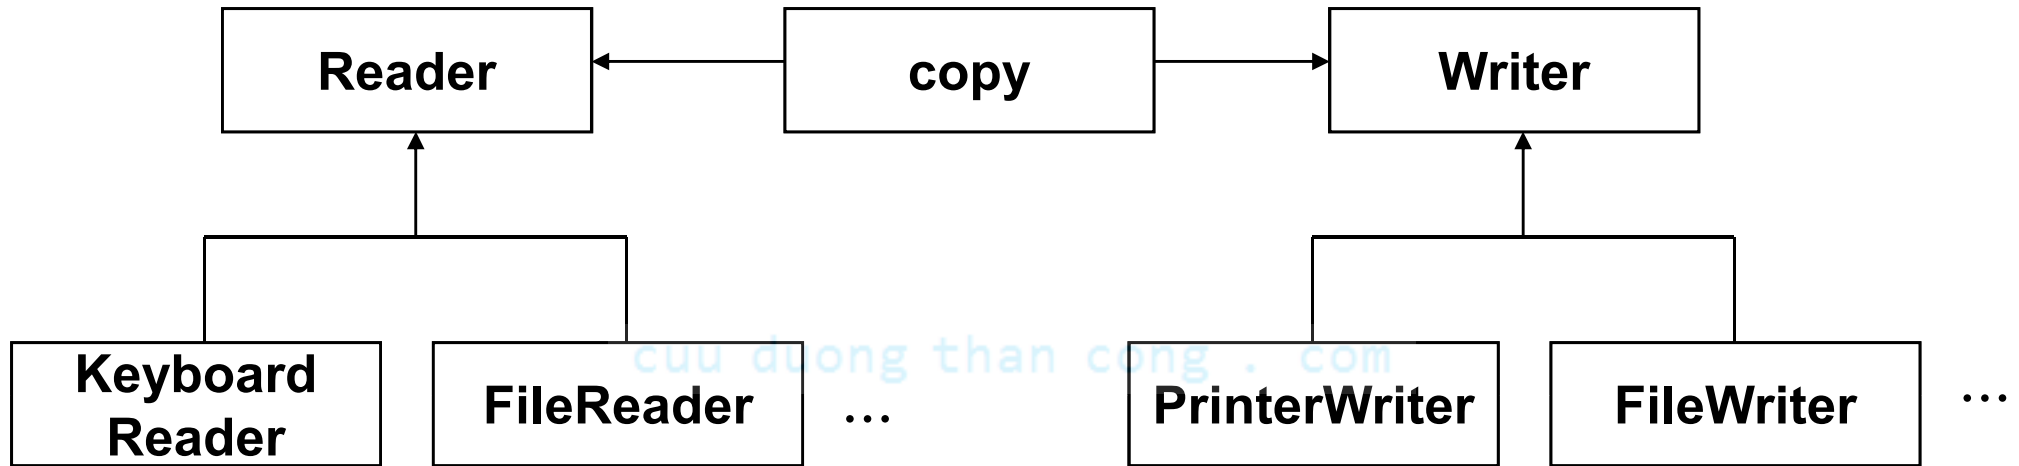 Reader
copy
Writer
cuu duong than cong . com
Keyboard
Reader
FileReader
...
PrinterWriter
FileWriter
...